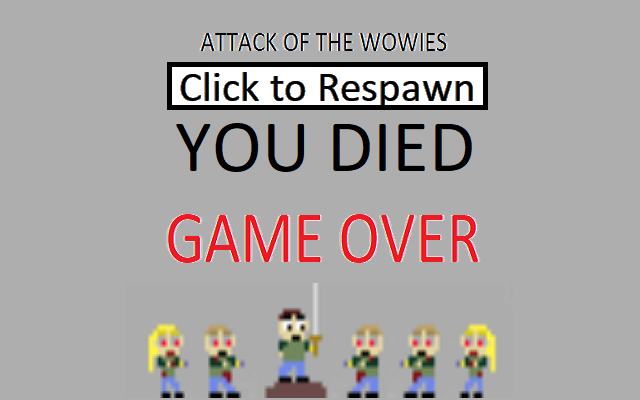 ATTACK OF THE WOWIES
Click to Respawn
YOU DIED
GAME OVER